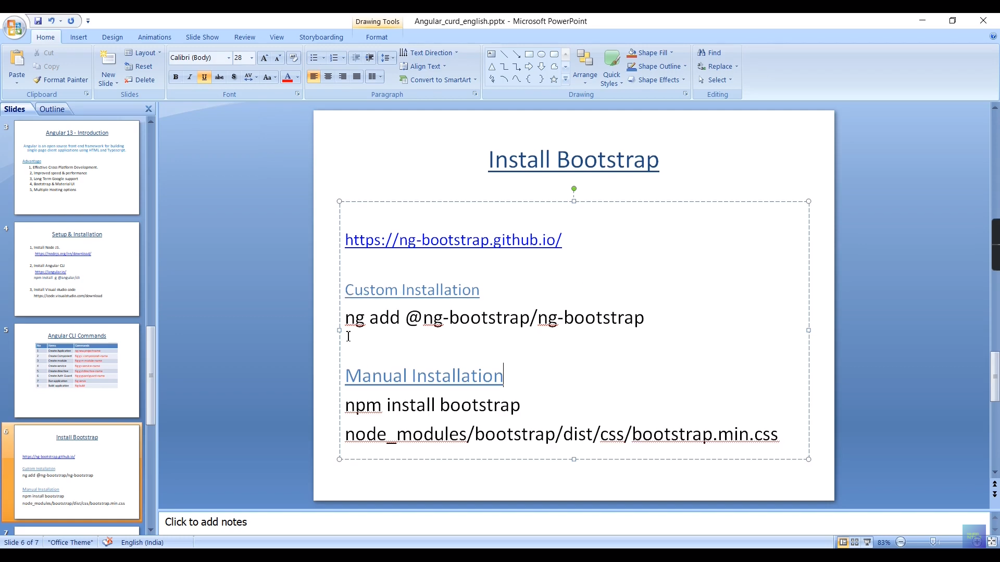 Drawing Tools
Angular_curd_english.pptx - Microsoft PowerPoint
Home
Insert
Design
Animations
Slide Show
Review
View
Storyboarding
Format
Paste
Cut
Copy
Format Painter
Clipboard
New Slide
Layout
Reset
Delete
Slides
Calibri (Body)
28
B I U abc S AV Aa A
Font
Text Direction
Align Text
Convert to SmartArt
Paragraph
Arrange
Quick Styles
Shape Fill
Shape Outline
Shape Effects
Drawing
Find
Replace
Select
Editing
Slides
Outline
3
Angular 13 - Introduction
Angular is an open source front-end framework for building
single-page client applications using HTML and Typescript.
Advantage
1, Effective Cross Platform Development.
2, Improved speed & performance
3, Long Term Google support
4, Bootstrap & Material UI
5, Multiple Hosting options
4
Setup & Installation
1, Install Node JS.
https://nodejs.org/en/download/
2, Install Angular CLI
https://angular.io/
npm install g @angular/cli
3, Install Visual studio code
https://code.visualstudio.com/download
5
Angular CLI Commands
No Items Commands
1 Create Application ng new projectname
2 Create Component Ng g c componenet-name
3 Create module Ng g m module-name
4 Create service Ng g s service-name
5 Create directive Ng g d directive-name
6 Create Auth Guard Ng g guard guard-name
7 Run application Ng serve
8 Build application Ng build
6
Install Bootstrap
https://ng-bootstrap.github.io/
Custom Installation
ng add @ng-bootstrap/ng-bootstrap
Manual Installation
npm install bootstrap
node_modules/bootstrap/dist/css/bootstrap.min.css
7
Install Bootstrap
https://ng-bootstrap.github.io/
Custom Installation
ng add @ng-bootstrap/ng-bootstrap
Manual Installation
npm install bootstrap
node_modules/bootstrap/dist/css/bootstrap.min.css
Click to add notes
Slide 6 of 7
"Office Theme"
English (India)
83%